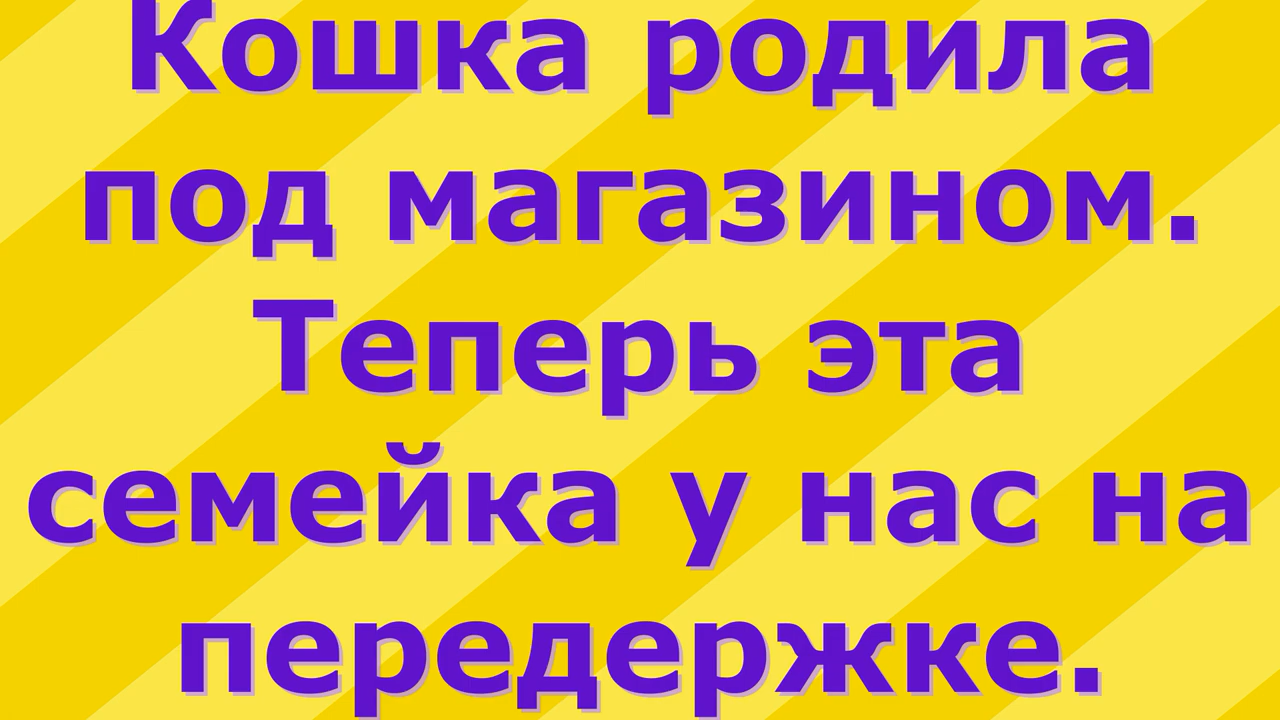 Кошка родила
под магазином.
Теперь эта
семейка у нас на
передержке.